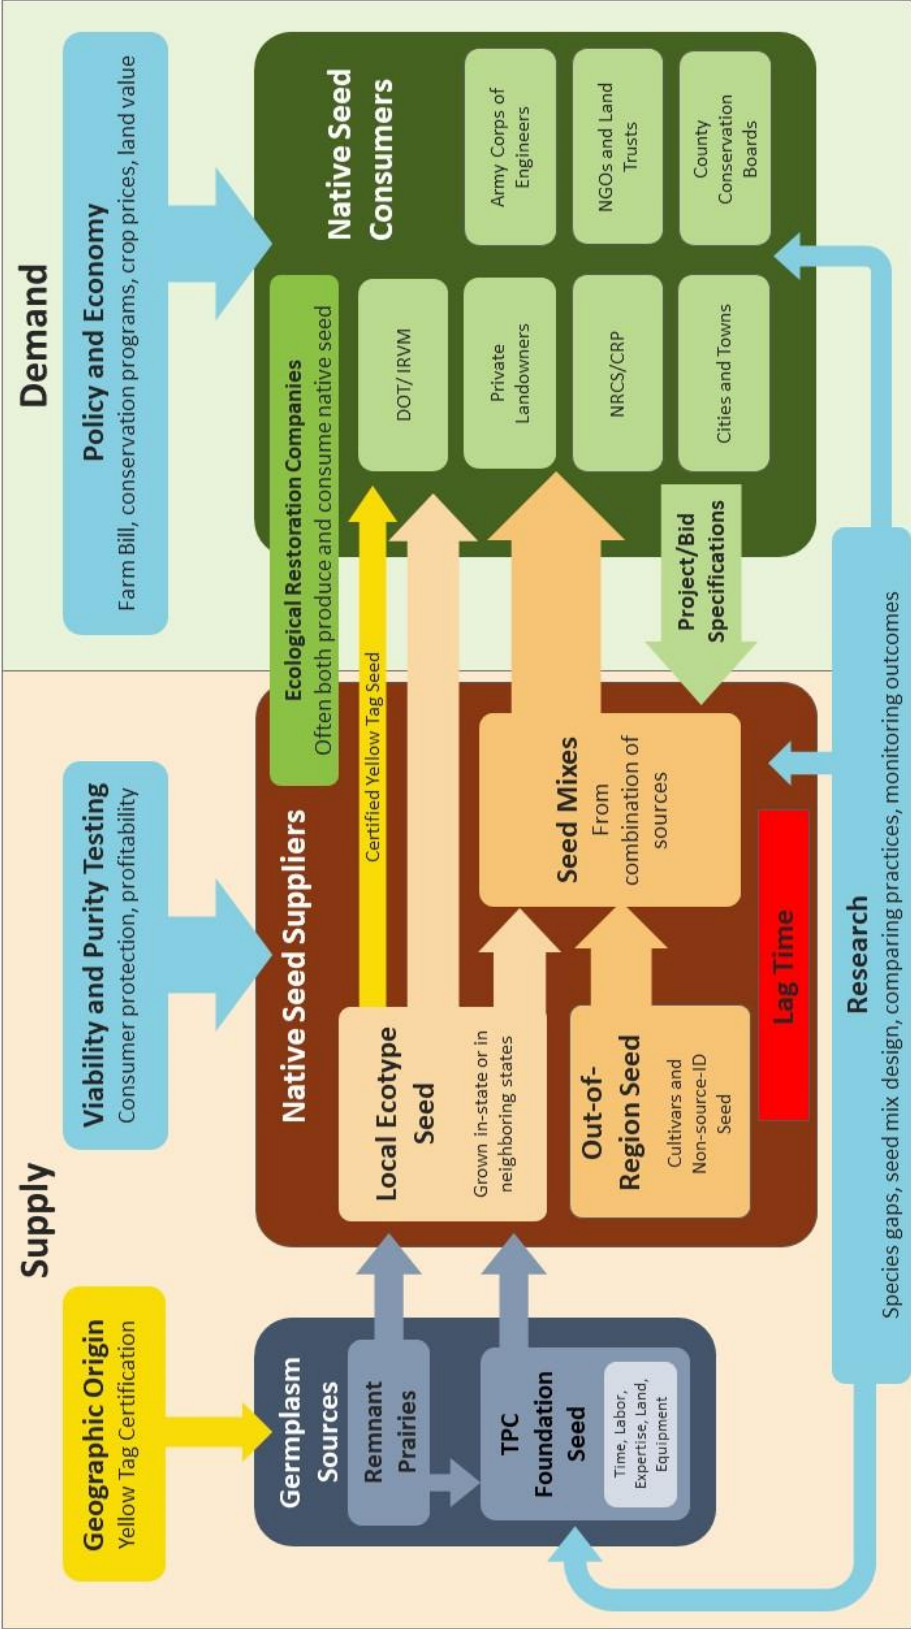 Supply
Demand
Geographic Origin
Yellow Tag Certification
Viability and Purity Testing
Consumer protection, profitability
Policy and Economy
Farm Bill, conservation programs, crop prices, land value
Germplasm
Sources
Remnant
Prairies
TPC
Foundation
Seed
Time, Labor,
Expertise, Land,
Equipment
Native Seed Suppliers
Local Ecotype
Seed
Grown in-state or in
neighboring states
Out-of-
Region Seed
Cultivars and
Non-source-ID
Seed
Seed Mixes
From
combination of
sources
Lag Time
Ecological Restoration Companies
Often both produce and consume native seed
Certified Yellow Tag Seed
Project/Bid
Specifications
Native Seed
Consumers
DOT/ IRVM
Private
Landowners
NRCS/CRP
Cities and Towns
Army Corps of
Engineers
NGOs and Land
Trusts
County
Conservation
Boards
Research
Species gaps, seed mix design, comparing practices, monitoring outcomes